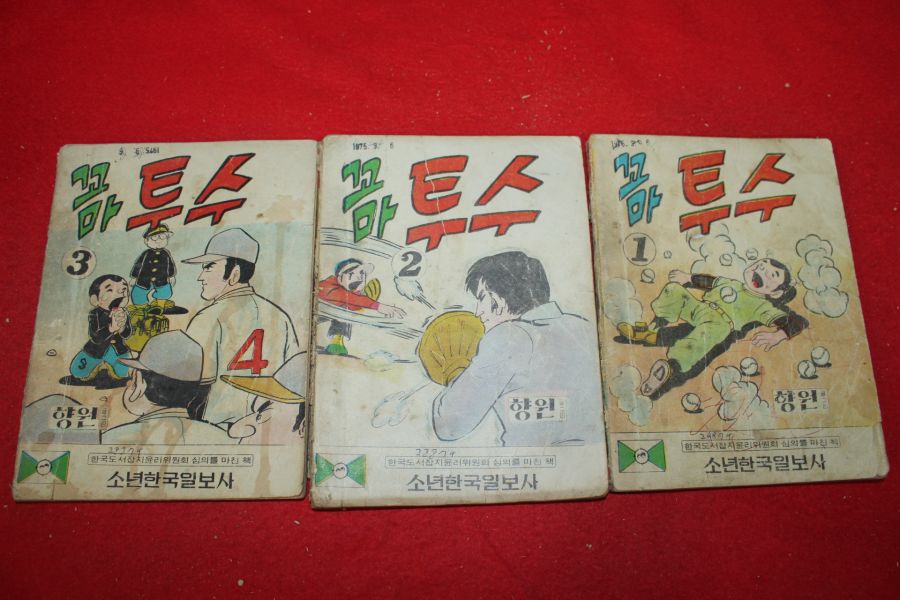 꼬마 투수
3
4
향원
한국도서잡지윤리위원회 심의를 마친 책
소년한국일보사
1975. 3. 6
꼬마 투수
2
향원
한국도서잡지윤리위원회 심의를 마친 책
소년한국일보사
꼬마 투수
1
향원
한국도서잡지윤리위원회 심의를 마친 책
소년한국일보사